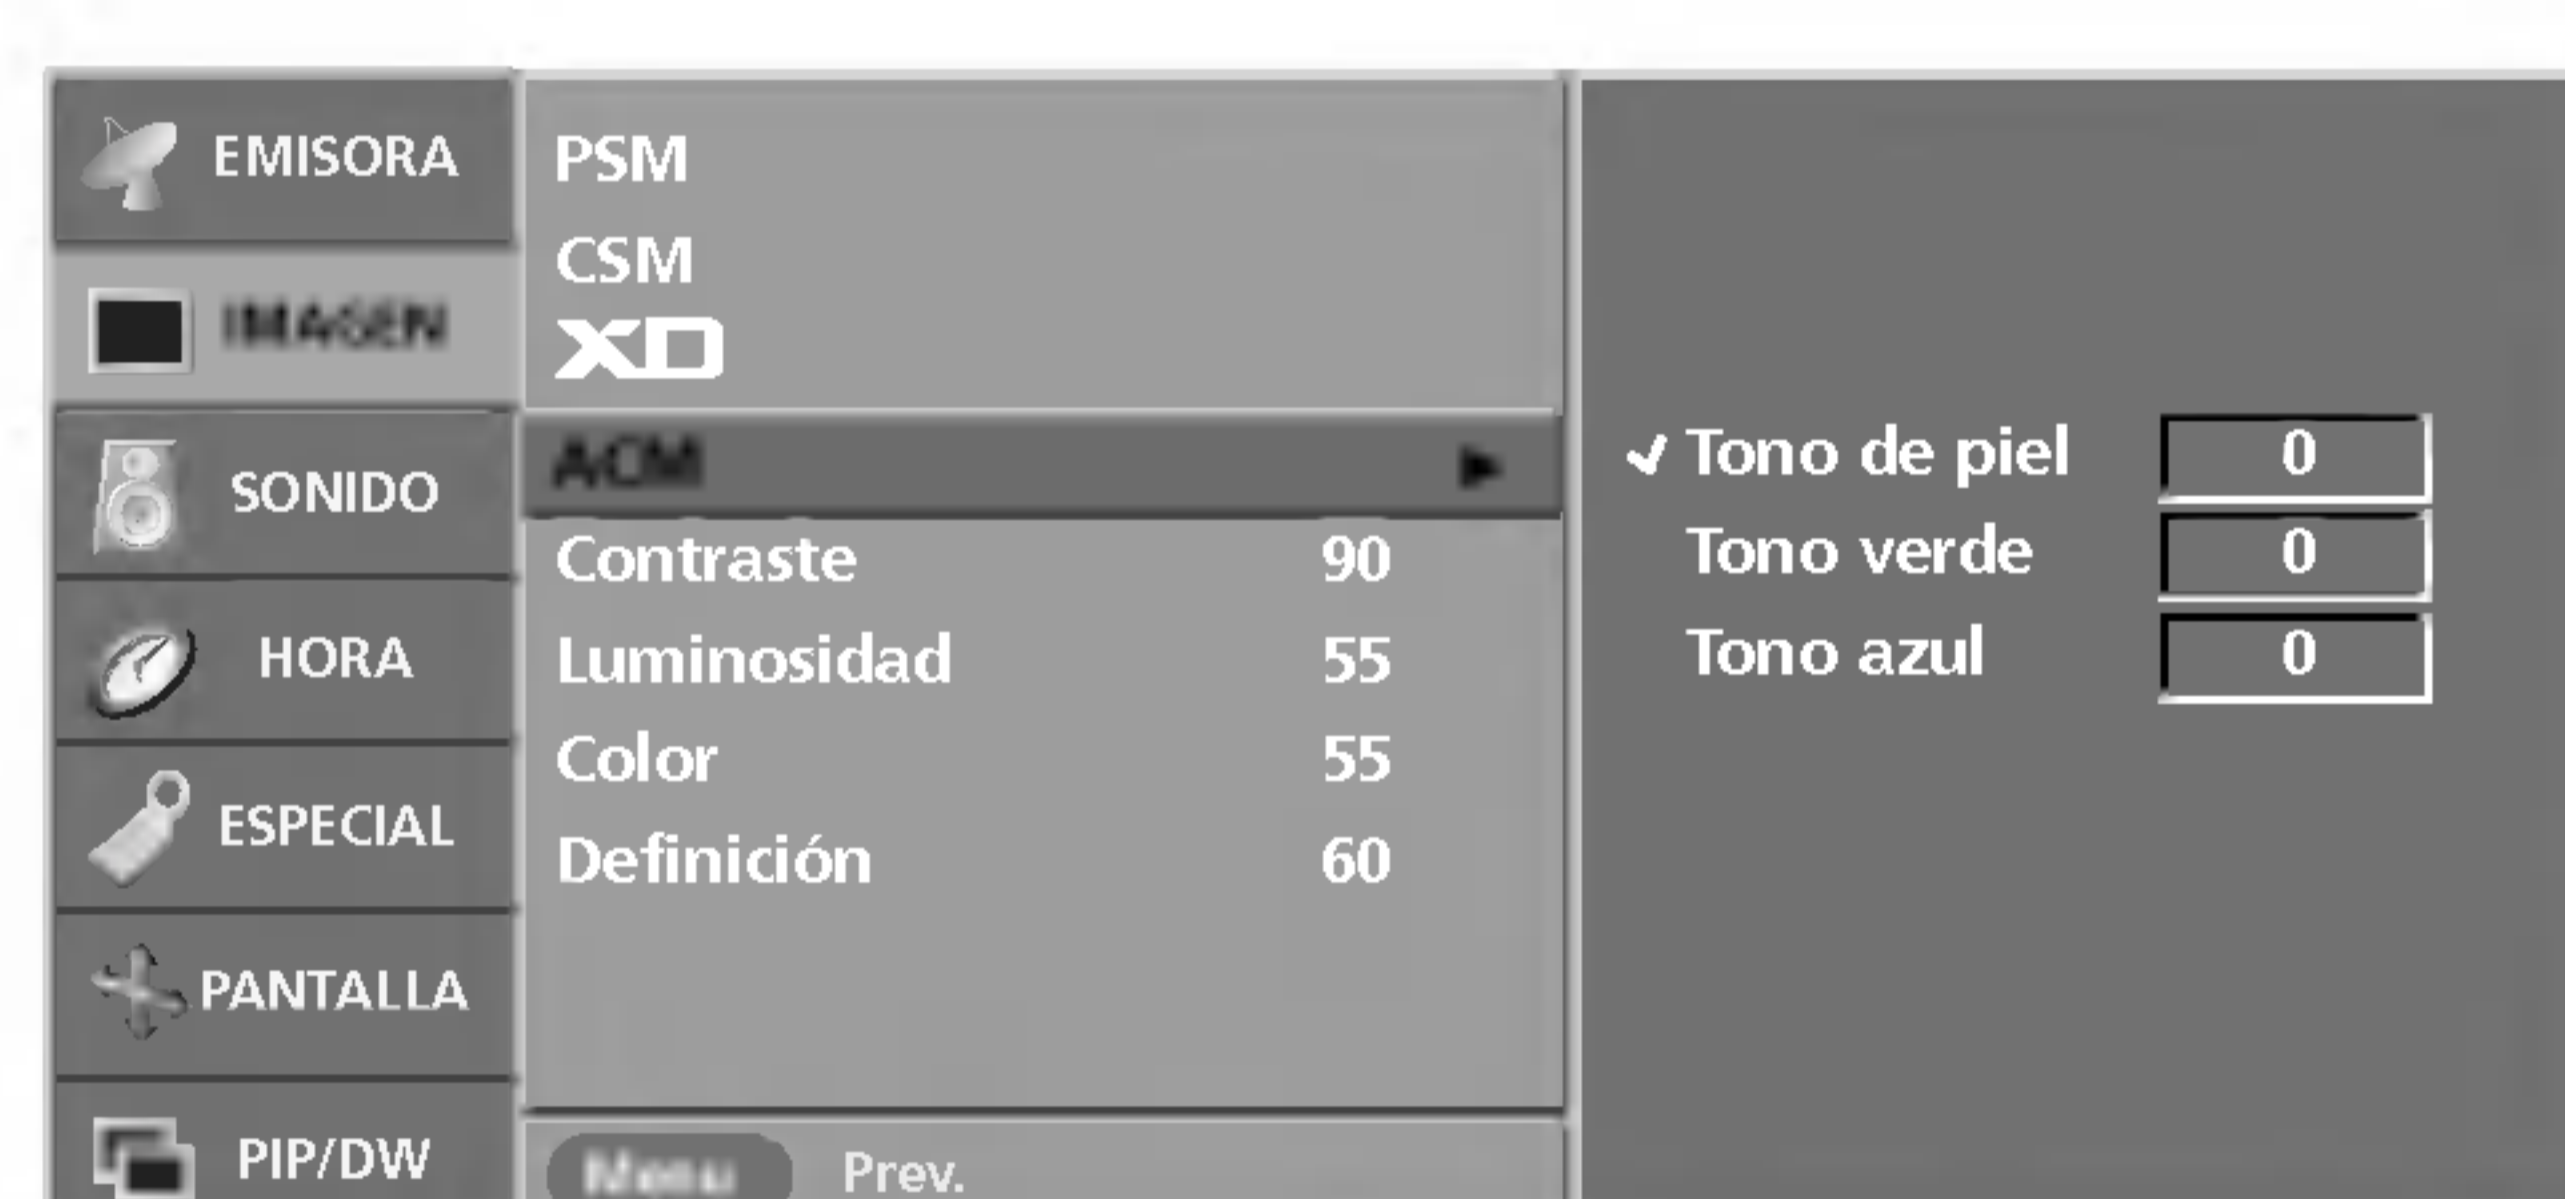 EMISORA
IMAGEN
SONIDO
HORA
ESPECIAL
PANTALLA
PIP/DW
PSM
CSM
XD
ACM
Contraste 90
Luminosidad 55
Color 55
Definición 60
Menu Prev.
✓ Tono de piel 0
Tono verde 0
Tono azul 0